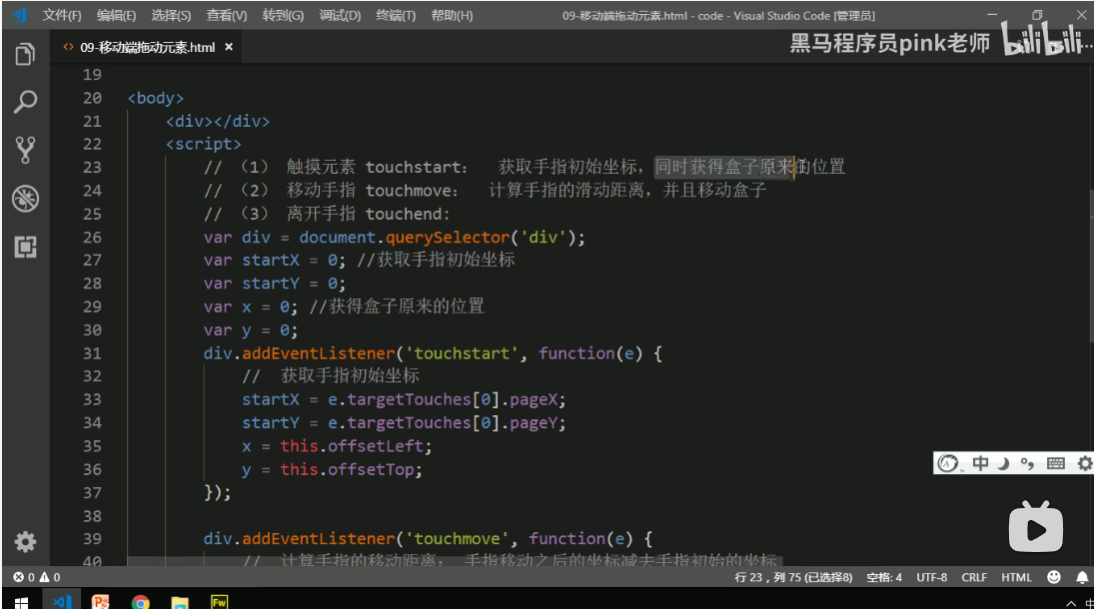 文件(F) 编辑(E) 选择(S) 查看(V) 转到(G) 调试(D) 终端(T) 帮助(H) 09-移动端拖动元素.html - code - Visual Studio Code [管理员]
<> 09-移动端拖动元素.html ×
黑马程序员pink老师 bilibili
19
20 <body>
21 <div></div>
22 <script>
23 // （1） 触摸元素 touchstart： 获取手指初始坐标，同时获得盒子原来的位置
24 // （2） 移动手指 touchmove： 计算手指的滑动距离，并且移动盒子
25 // （3） 离开手指 touchend:
26 var div = document.querySelector('div');
27 var startX = 0; //获取手指初始坐标
28 var startY = 0;
29 var x = 0; //获得盒子原来的位置
30 var y = 0;
31 div.addEventListener('touchstart', function(e) {
32 // 获取手指初始坐标
33 startX = e.targetTouches[0].pageX;
34 startY = e.targetTouches[0].pageY;
35 x = this.offsetLeft;
36 y = this.offsetTop;
37 });
38
39 div.addEventListener('touchmove', function(e) {
40 // 计算手指的移动距离： 手指移动之后的坐标减去手指初始的坐标
中
0 0 行 23，列 75 (已选择8) 空格: 4 UTF-8 CRLF HTML
Fw 中